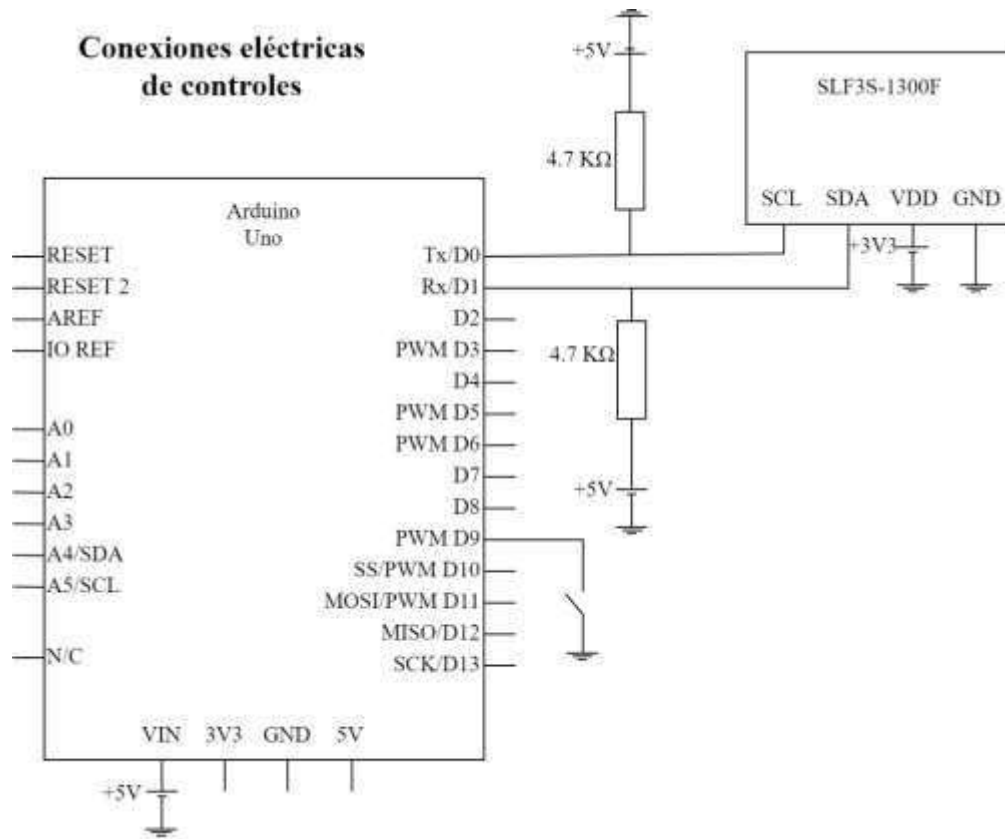 Conexiones eléctricas
de controles
+5V
SLF3S-1300F
4.7 KΩ
SCL SDA VDD GND
+3V3
Arduino
Uno
RESET
RESET 2
AREF
IO REF
A0
A1
A2
A3
A4/SDA
A5/SCL
N/C
Tx/D0
Rx/D1
D2
PWM D3
D4
PWM D5
PWM D6
D7
D8
PWM D9
SS/PWM D10
MOSI/PWM D11
MISO/D12
SCK/D13
4.7 KΩ
+5V
VIN 3V3 GND 5V
+5V